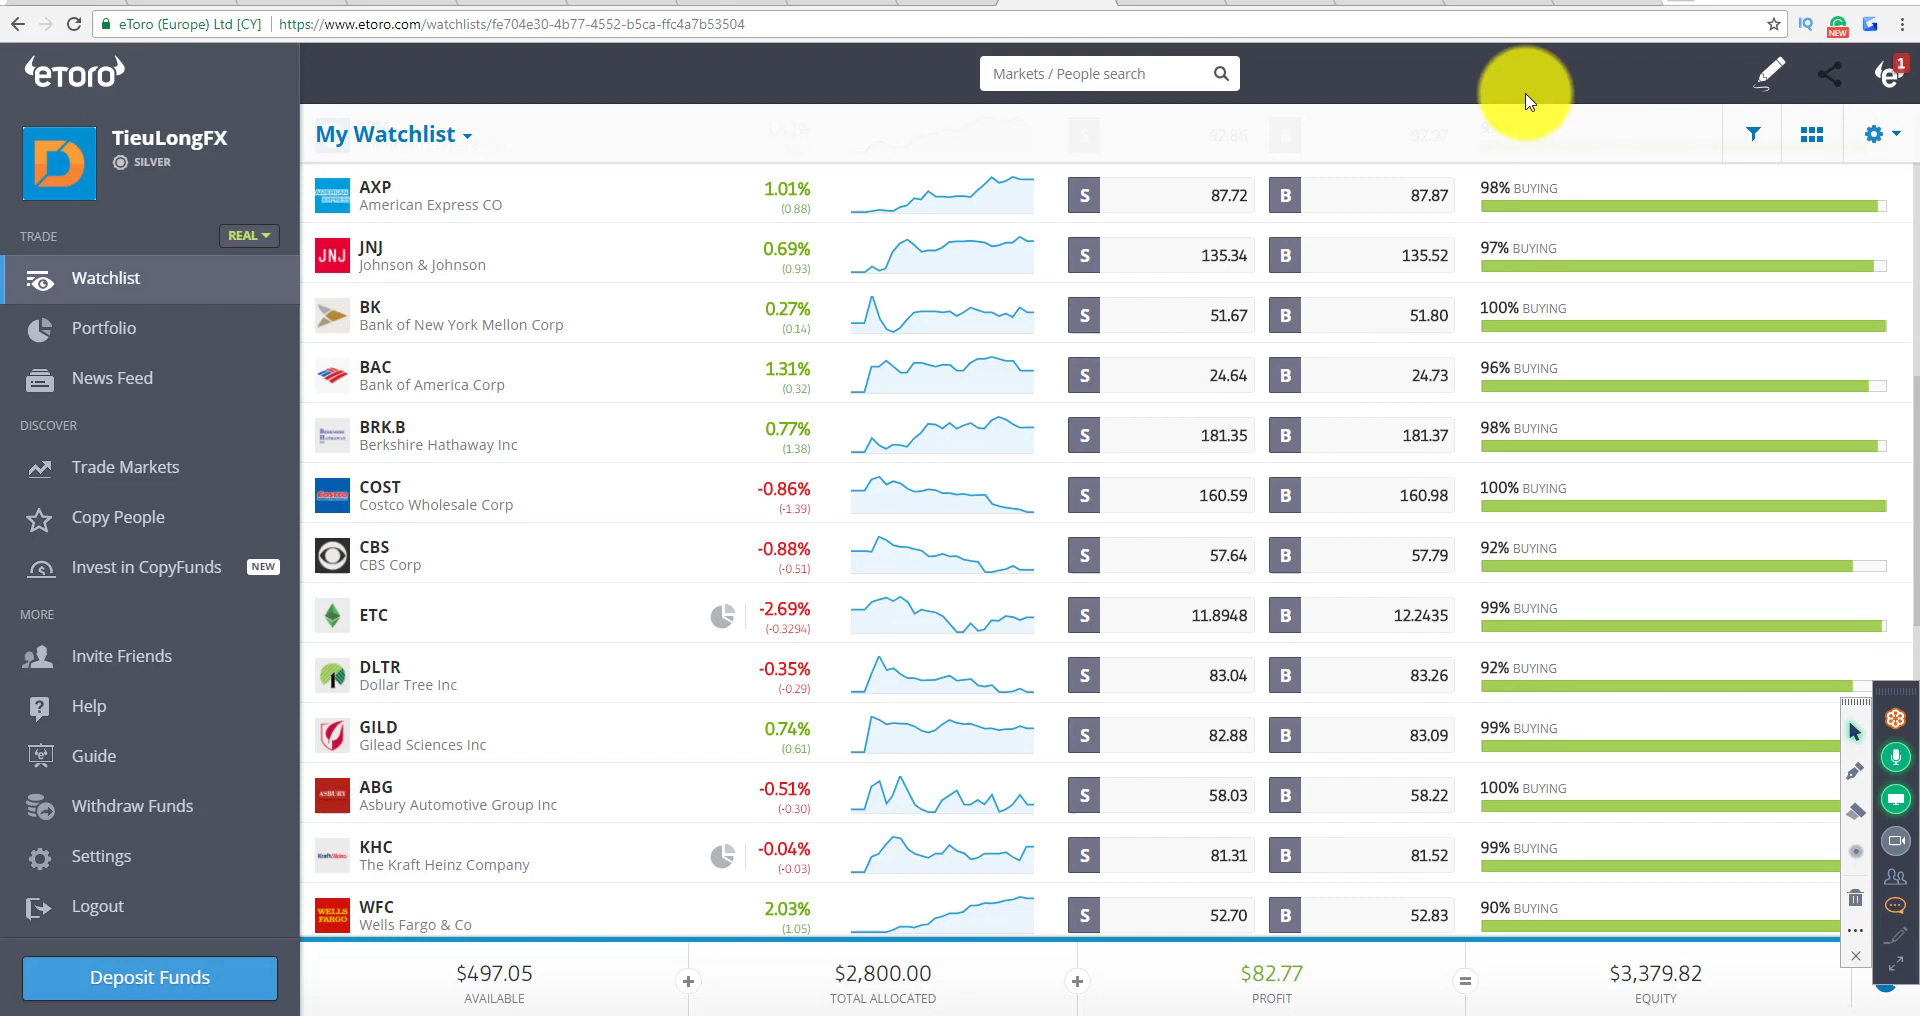 eToro (Europe) Ltd [CY] https://www.etoro.com/watchlists/fe704e30-4b77-4552-b5ca-ffc4a7b53504
IQ
NEW
eToro
Markets / People search
1
TieuLongFX
SILVER
TRADE REAL
Watchlist
Portfolio
News Feed
DISCOVER
Trade Markets
Copy People
Invest in CopyFunds NEW
MORE
Invite Friends
Help
Guide
Withdraw Funds
Settings
Logout
Deposit Funds
My Watchlist
AXP 1.01% S 87.72 B 87.87 98% BUYING
American Express CO (0.88)
JNJ JNJ 0.69% S 135.34 B 135.52 97% BUYING
Johnson & Johnson (0.93)
BK 0.27% S 51.67 B 51.80 100% BUYING
Bank of New York Mellon Corp (0.14)
BAC 1.31% S 24.64 B 24.73 96% BUYING
Bank of America Corp (0.32)
BRK.B 0.77% S 181.35 B 181.37 98% BUYING
Berkshire Hathaway Inc (1.38)
COST -0.86% S 160.59 B 160.98 100% BUYING
Costco Wholesale Corp (-1.39)
CBS -0.88% S 57.64 B 57.79 92% BUYING
CBS Corp (-0.51)
ETC -2.69% S 11.8948 B 12.2435 99% BUYING
(-0.3294)
DLTR -0.35% S 83.04 B 83.26 92% BUYING
Dollar Tree Inc (-0.29)
GILD 0.74% S 82.88 B 83.09 99% BUYING
Gilead Sciences Inc (0.61)
ABG -0.51% S 58.03 B 58.22 100% BUYING
ASBURY Asbury Automotive Group Inc (-0.30)
KHC -0.04% S 81.31 B 81.52 99% BUYING
The Kraft Heinz Company (-0.03)
WFC 2.03% S 52.70 B 52.83 90% BUYING
WELLS FARGO Wells Fargo & Co (1.05)
$497.05 + $2,800.00 + $82.77 = $3,379.82
AVAILABLE TOTAL ALLOCATED PROFIT EQUITY